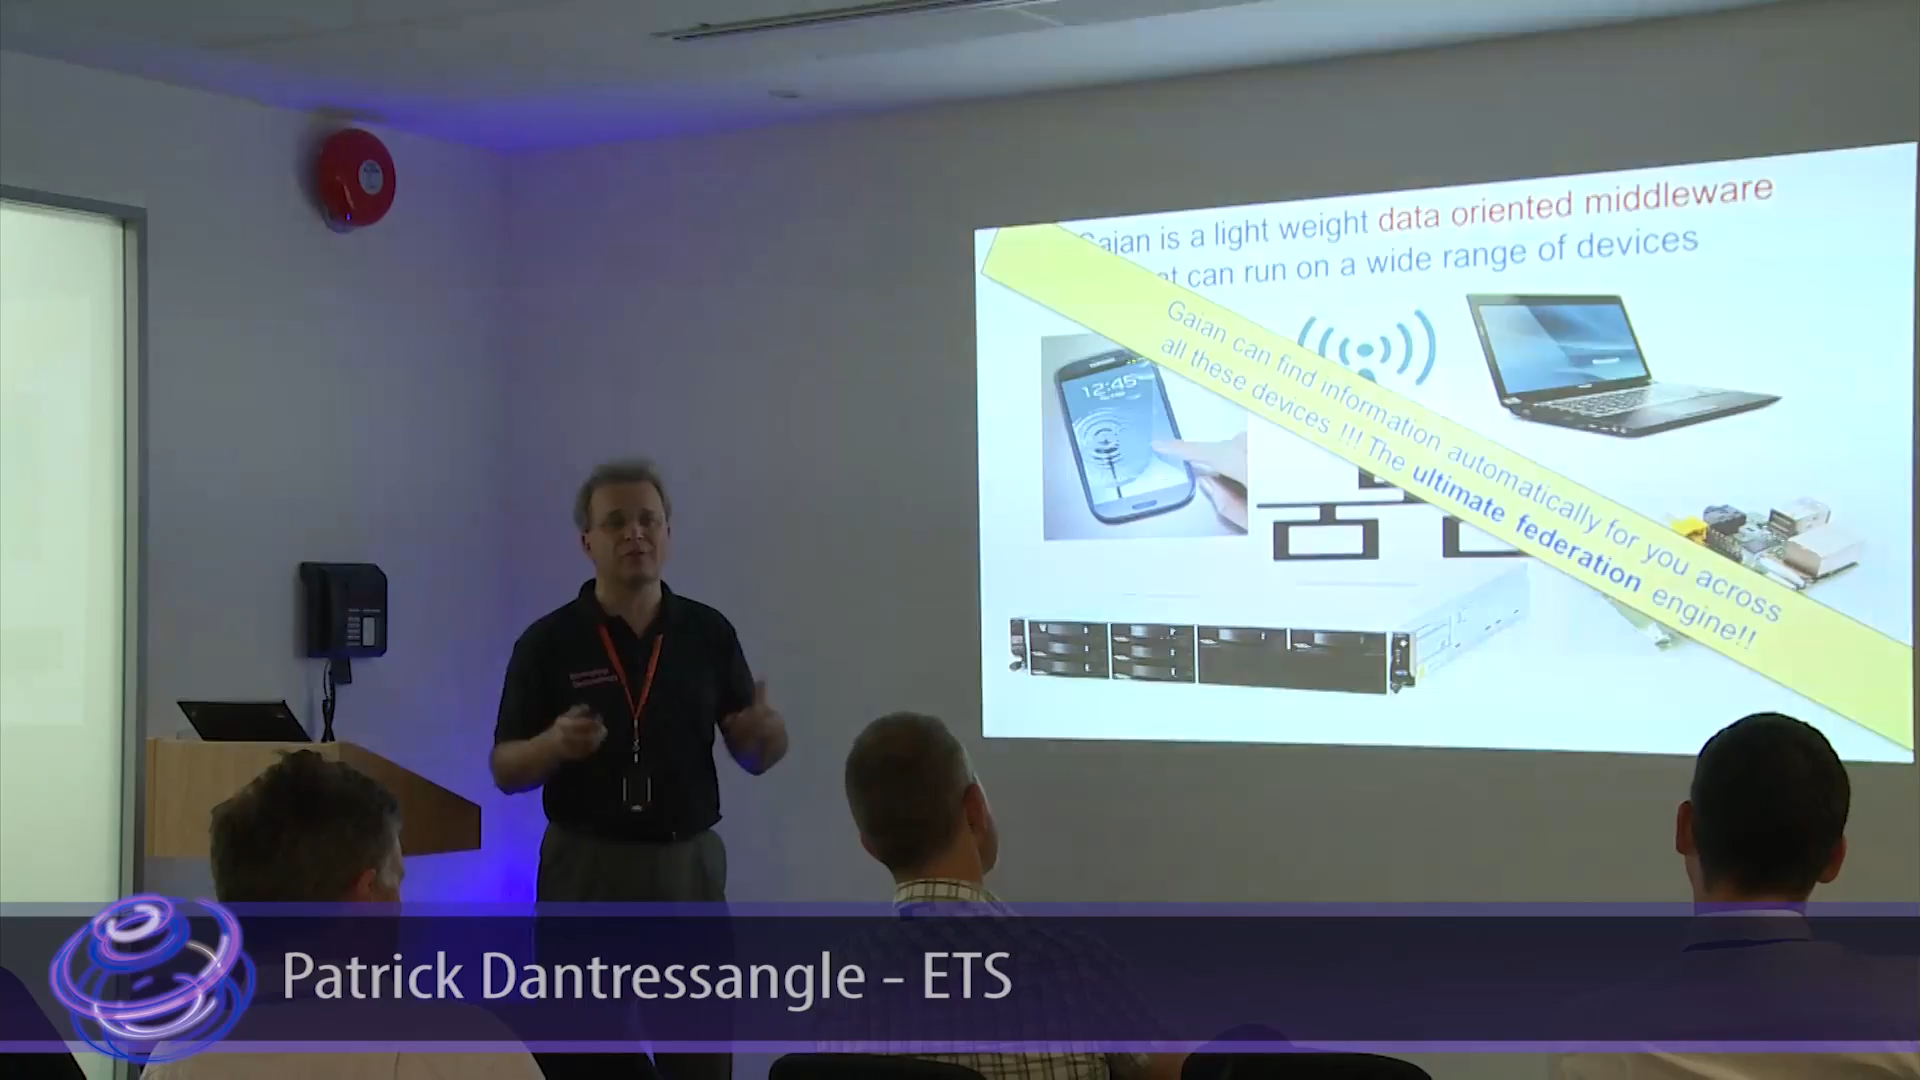 Gaian is a light weight data oriented middleware
at can run on a wide range of devices
Gaian can find information automatically for you across
all these devices !!! The ultimate federation engine!!
12:45
Patrick Dantressangle - ETS